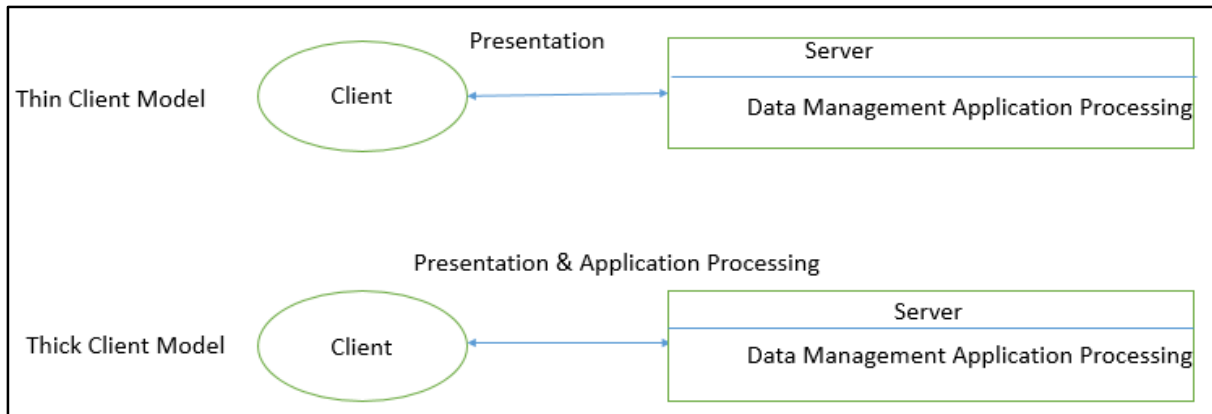 Presentation
Server
Thin Client Model
Client
Data Management Application Processing
Presentation & Application Processing
Server
Thick Client Model
Client
Data Management Application Processing